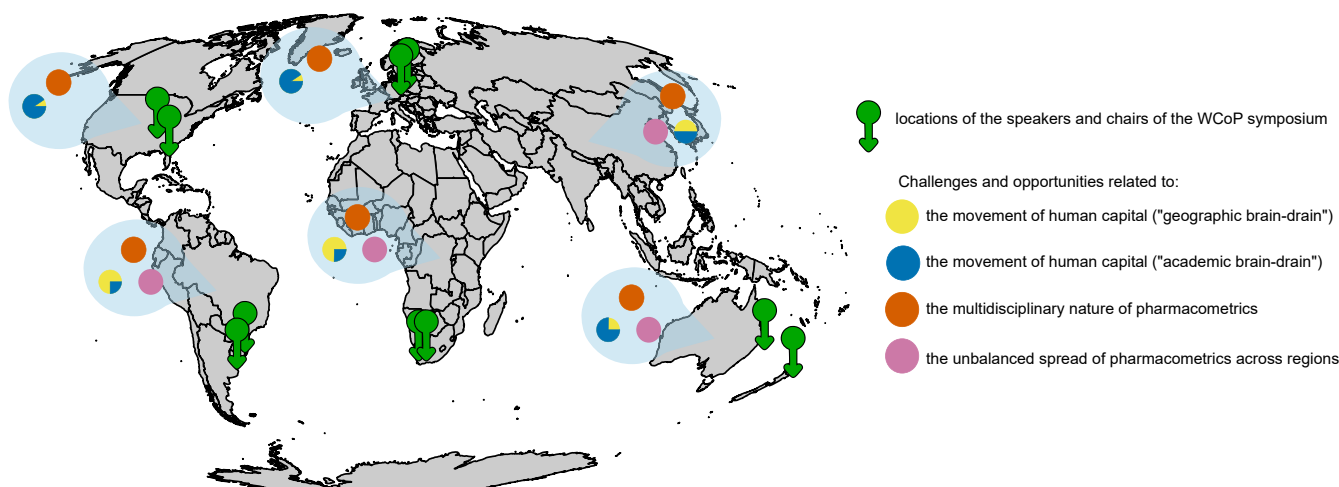 locations of the speakers and chairs of the WCoP symposium
Challenges and opportunities related to:
the movement of human capital ("geographic brain-drain")
the movement of human capital ("academic brain-drain")
the multidisciplinary nature of pharmacometrics
the unbalanced spread of pharmacometrics across regions